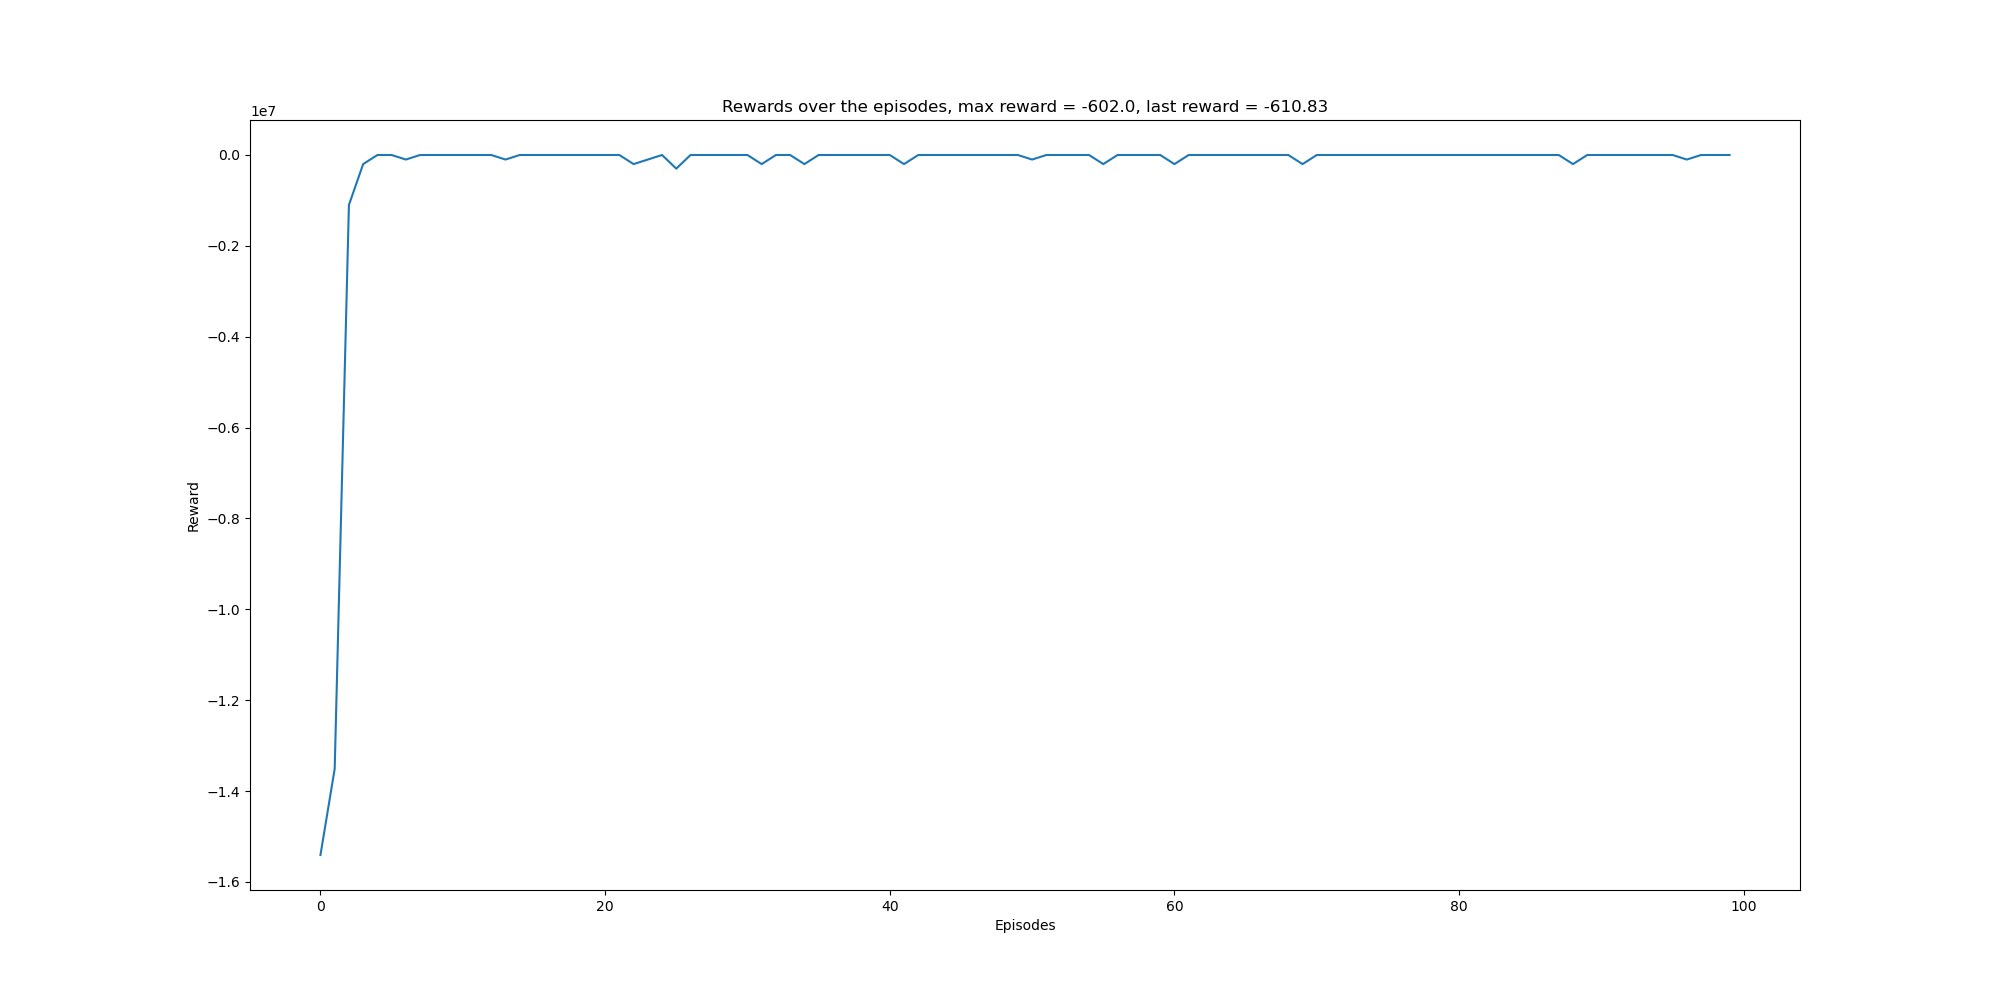 Rewards over the episodes, max reward = -602.0, last reward = -610.83
1e7
0.0
−0.2
−0.4
−0.6
−0.8
−1.0
−1.2
−1.4
−1.6
Reward
0 20 40 60 80 100
Episodes